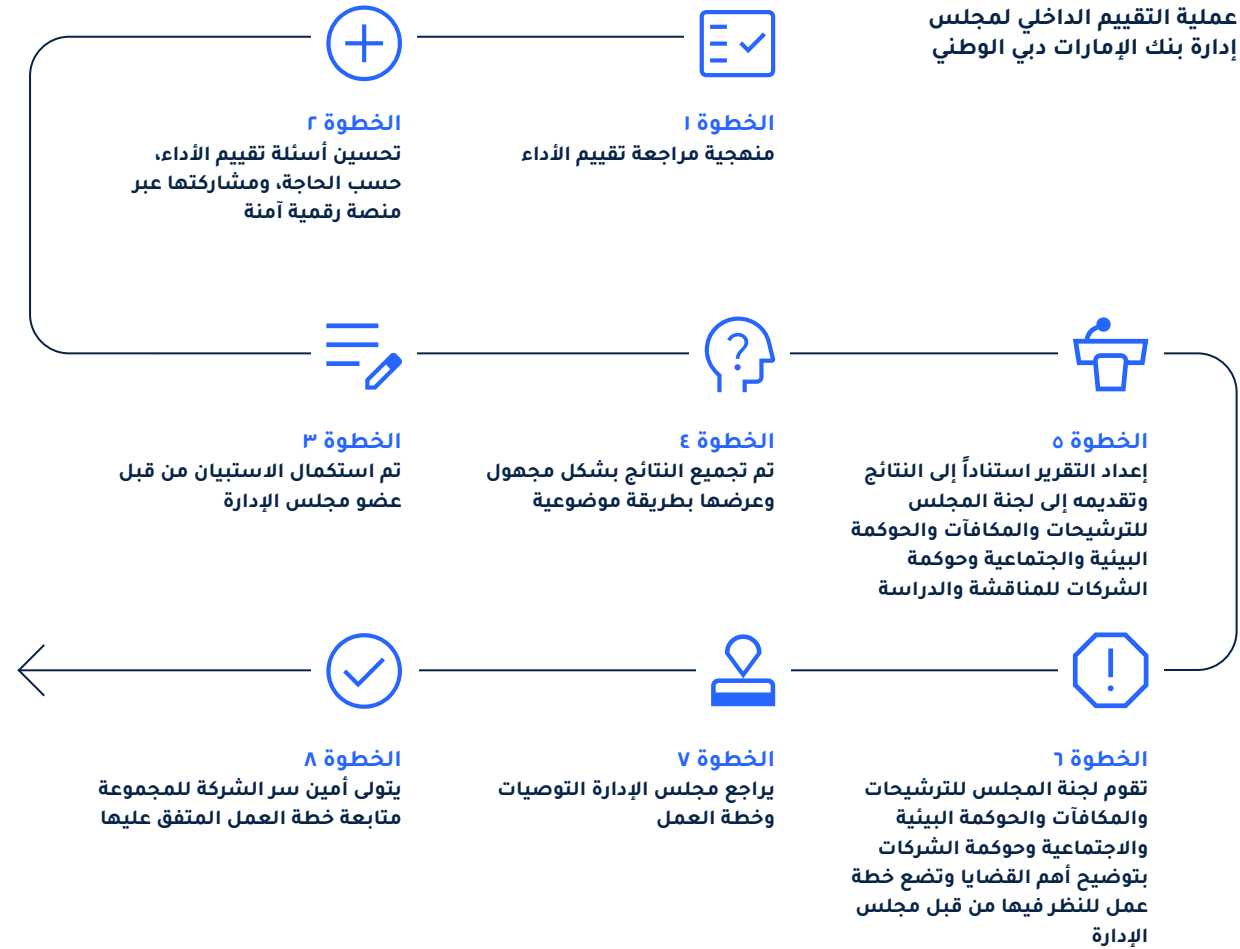 عملية التقييم الداخلي لمجلس
إدارة بنك الإمارات دبي الوطني
الخطوة ١
منهجية مراجعة تقييم الأداء
الخطوة ٢
تحسين أسئلة تقييم الأداء،
حسب الحاجة، ومشاركتها عبر
منصة رقمية آمنة
الخطوة ٣
تم استكمال الاستبيان من قبل
عضو مجلس الإدارة
الخطوة ٤
تم تجميع النتائج بشكل مجهول
وعرضها بطريقة موضوعية
الخطوة ٥
إعداد التقرير استناداً إلى النتائج
وتقديمه إلى لجنة المجلس
للترشيحات والمكافآت والحوكمة
البيئية والجتماعية وحوكمة
الشركات للمناقشة والدراسة
الخطوة ٦
تقوم لجنة المجلس للترشيحات
والمكافآت والحوكمة البيئية
والاجتماعية وحوكمة الشركات
بتوضيح أهم القضايا وتضع خطة
عمل للنظر فيها من قبل مجلس
الإدارة
الخطوة ٧
يراجع مجلس الإدارة التوصيات
وخطة العمل
الخطوة ٨
يتولى أمين سر الشركة للمجموعة
متابعة خطة العمل المتفق عليها